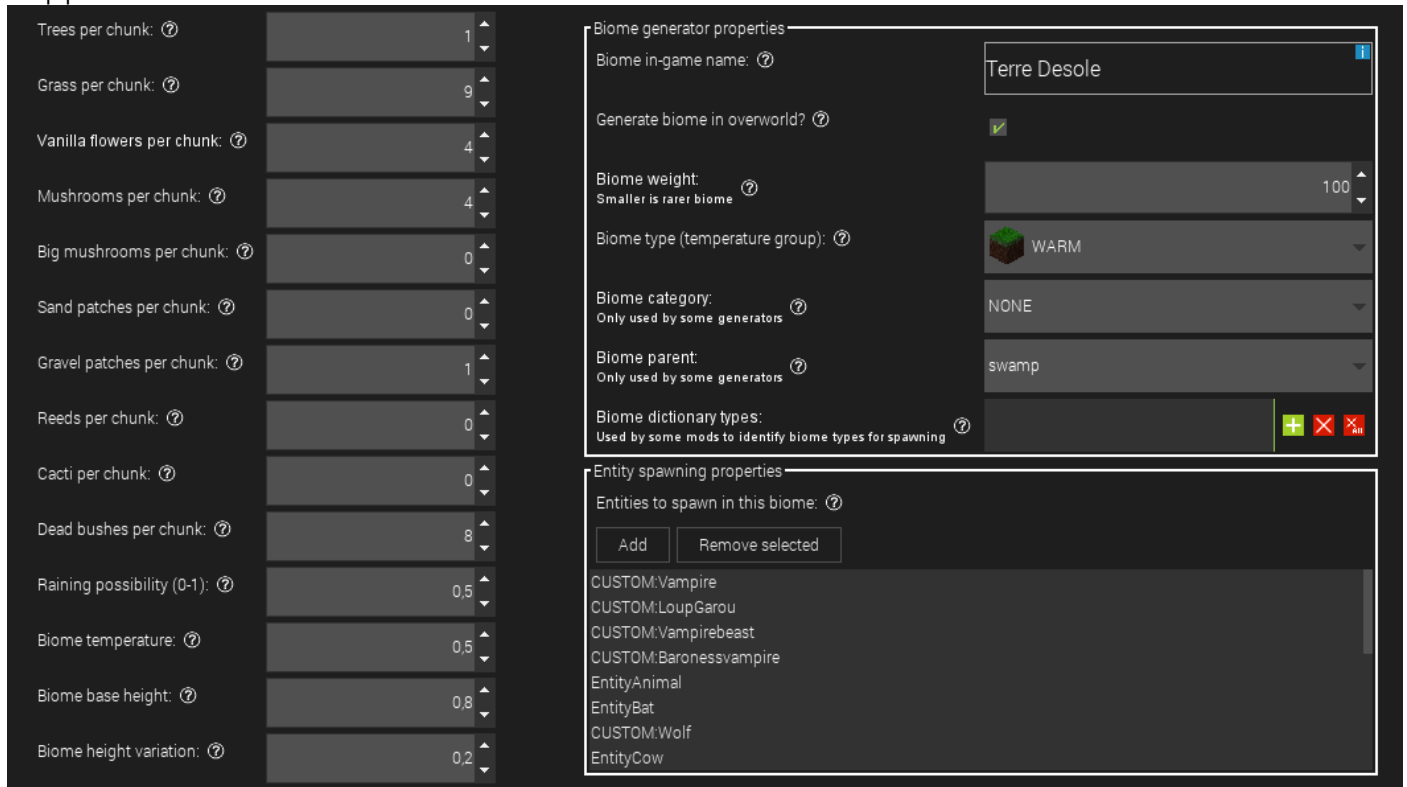 Trees per chunk: ? 1
Grass per chunk: ? 9
Vanilla flowers per chunk: ? 4
Mushrooms per chunk: ? 4
Big mushrooms per chunk: ? 0
Sand patches per chunk: ? 0
Gravel patches per chunk: ? 1
Reeds per chunk: ? 0
Cacti per chunk: ? 0
Dead bushes per chunk: ? 8
Raining possibility (0-1): ? 0,5
Biome temperature: ? 0,5
Biome base height: ? 0,8
Biome height variation: ? 0,2
Biome generator properties
Biome in-game name: ? Terre Desole i
Generate biome in overworld? ?
Biome weight: ? 100
Smaller is rarer biome
Biome type (temperature group): ? WARM
Biome category: ? NONE
Only used by some generators
Biome parent: ? swamp
Only used by some generators
Biome dictionary types: ?
Used by some mods to identify biome types for spawning
All
Entity spawning properties
Entities to spawn in this biome: ?
Add Remove selected
CUSTOM:Vampire
CUSTOM:LoupGarou
CUSTOM:Vampirebeast
CUSTOM:Baronessvampire
EntityAnimal
EntityBat
CUSTOM:Wolf
EntityCow